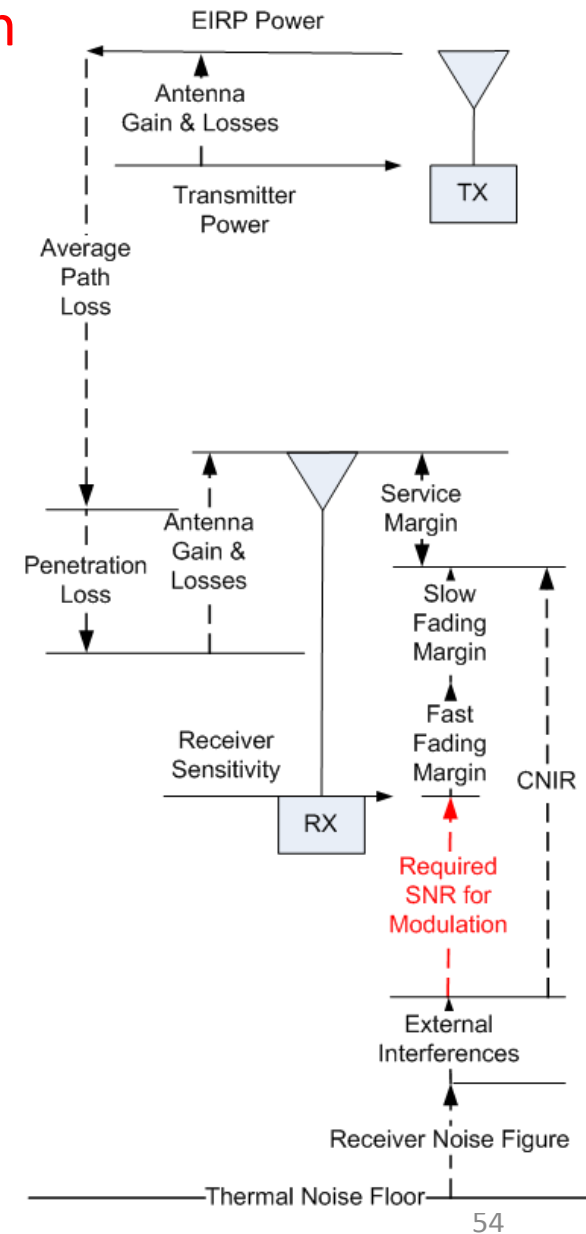 n
EIRP Power
Antenna
Gain & Losses
Transmitter
Power
TX
Average
Path
Loss
Service
Margin
Antenna
Gain &
Losses
Penetration
Loss
Slow
Fading
Margin
Fast
Fading
Margin
Receiver
Sensitivity
CNIR
RX
Required
SNR for
Modulation
External
Interferences
Receiver Noise Figure
Thermal Noise Floor
54